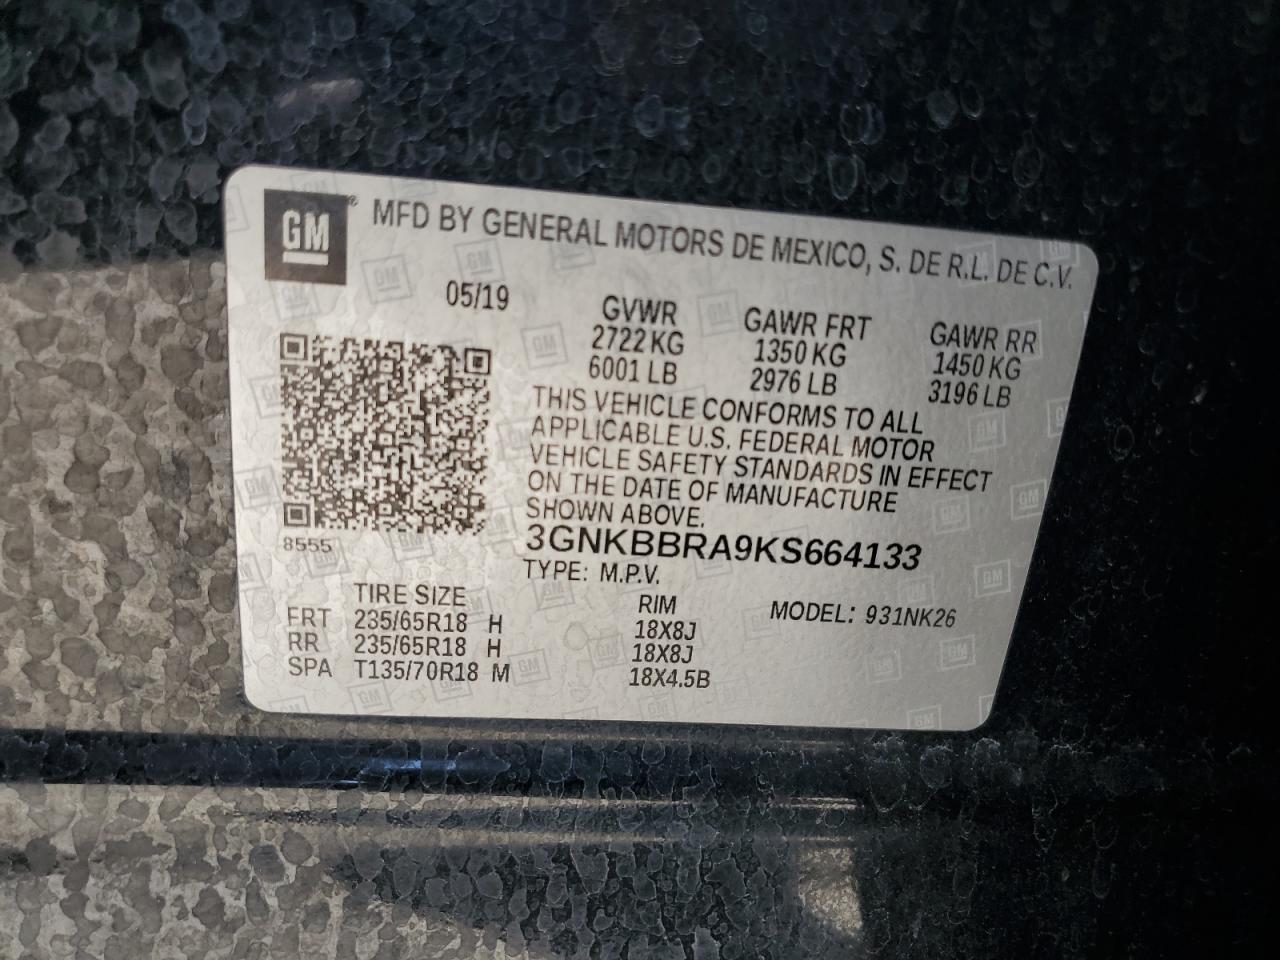 GM ® MFD BY GENERAL MOTORS DE MEXICO, S. DE R.L. DE C.V.
05/19 GVWR GAWR FRT GAWR RR
2722 KG 1350 KG 1450 KG
6001 LB 2976 LB 3196 LB
THIS VEHICLE CONFORMS TO ALL
APPLICABLE U.S. FEDERAL MOTOR
VEHICLE SAFETY STANDARDS IN EFFECT
ON THE DATE OF MANUFACTURE
SHOWN ABOVE.
8555
3GNKBBRA9KS664133
TYPE: M.P.V.
TIRE SIZE RIM MODEL: 931NK26
FRT 235/65R18 H 18X8J
RR 235/65R18 H 18X8J
SPA T135/70R18 M 18X4.5B